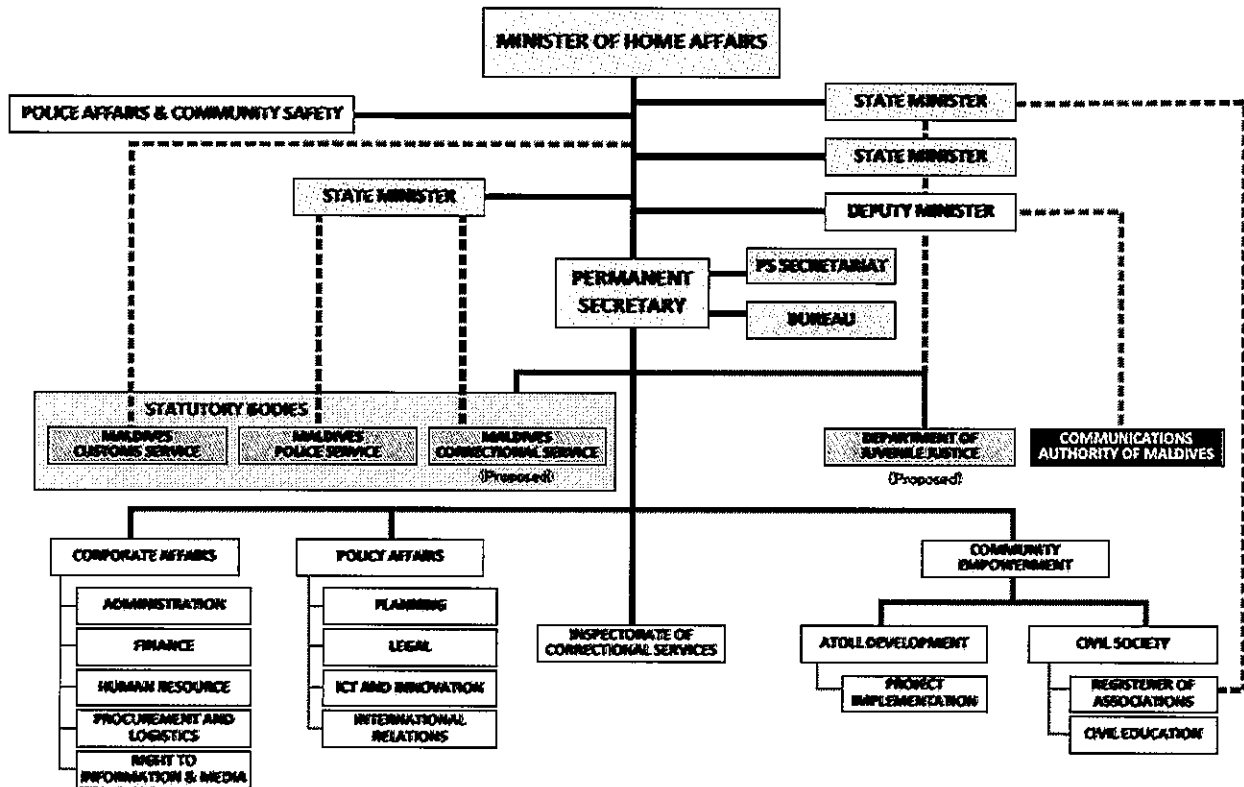 MINISTER OF HOME AFFAIRS
POLICE AFFAIRS & COMMUNITY SAFETY
STATE MINISTER
STATE MINISTER
STATE MINISTER
DEPUTY MINISTER
PERMANENT
SECRETARY
PS SECRETARIAT
BUREAU
STATUTORY BODIES
MALDIVES
CUSTOMS SERVICE
MALDIVES
POLICE SERVICE
MALDIVES
CORRECTIONAL SERVICE
(Proposed)
DEPARTMENT OF
JUVENILE JUSTICE
(Proposed)
COMMUNICATIONS
AUTHORITY OF MALDIVES
CORPORATE AFFAIRS
ADMINISTRATION
FINANCE
HUMAN RESOURCE
PROCUREMENT AND
LOGISTICS
RIGHT TO
INFORMATION & MEDIA
POLICY AFFAIRS
PLANNING
LEGAL
ICT AND INNOVATION
INTERNATIONAL
RELATIONS
INSPECTORATE OF
CORRECTIONAL SERVICES
COMMUNITY
EMPOWERMENT
ATOLL DEVELOPMENT
PROJECT
IMPLEMENTATION
CIVIL SOCIETY
REGISTERER OF
ASSOCIATIONS
CIVIL EDUCATION